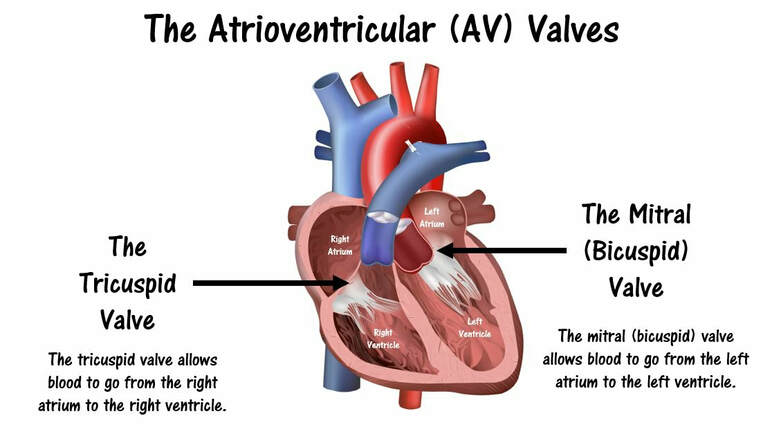 The Atrioventricular (AV) Valves
The
Tricuspid
Valve
The tricuspid valve allows
blood to go from the right
atrium to the right ventricle.
Right
Atrium
Left
Atrium
Right
Ventricle
Left
Ventricle
The Mitral
(Bicuspid)
Valve
The mitral (bicuspid) valve
allows blood to go from the left
atrium to the left ventricle.